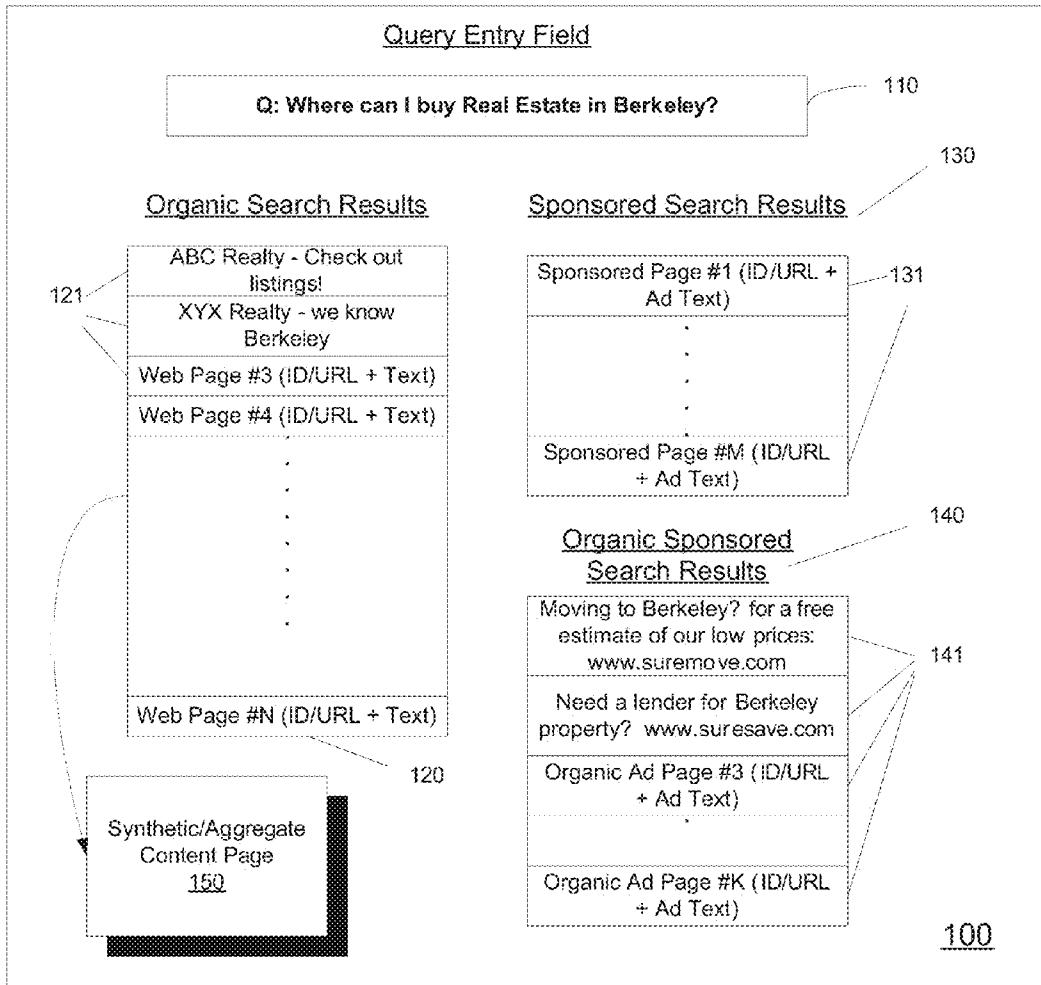 Query Entry Field
Q: Where can I buy Real Estate in Berkeley?
110
130
Organic Search Results
ABC Realty - Check out
listings!
121
XYX Realty - we know
Berkeley
Web Page #3 (ID/URL + Text)
Web Page #4 (ID/URL + Text)
Web Page #N (ID/URL + Text)
120
Synthetic/Aggregate
Content Page
150
Sponsored Search Results
Sponsored Page #1 (ID/URL +
Ad Text)
131
Sponsored Page #M (ID/URL
+ Ad Text)
140
Organic Sponsored
Search Results
Moving to Berkeley? for a free
estimate of our low prices:
www.suremove.com
141
Need a lender for Berkeley
property? www.suresave.com
Organic Ad Page #3 (ID/URL
+ Ad Text)
Organic Ad Page #K (ID/URL
+ Ad Text)
100